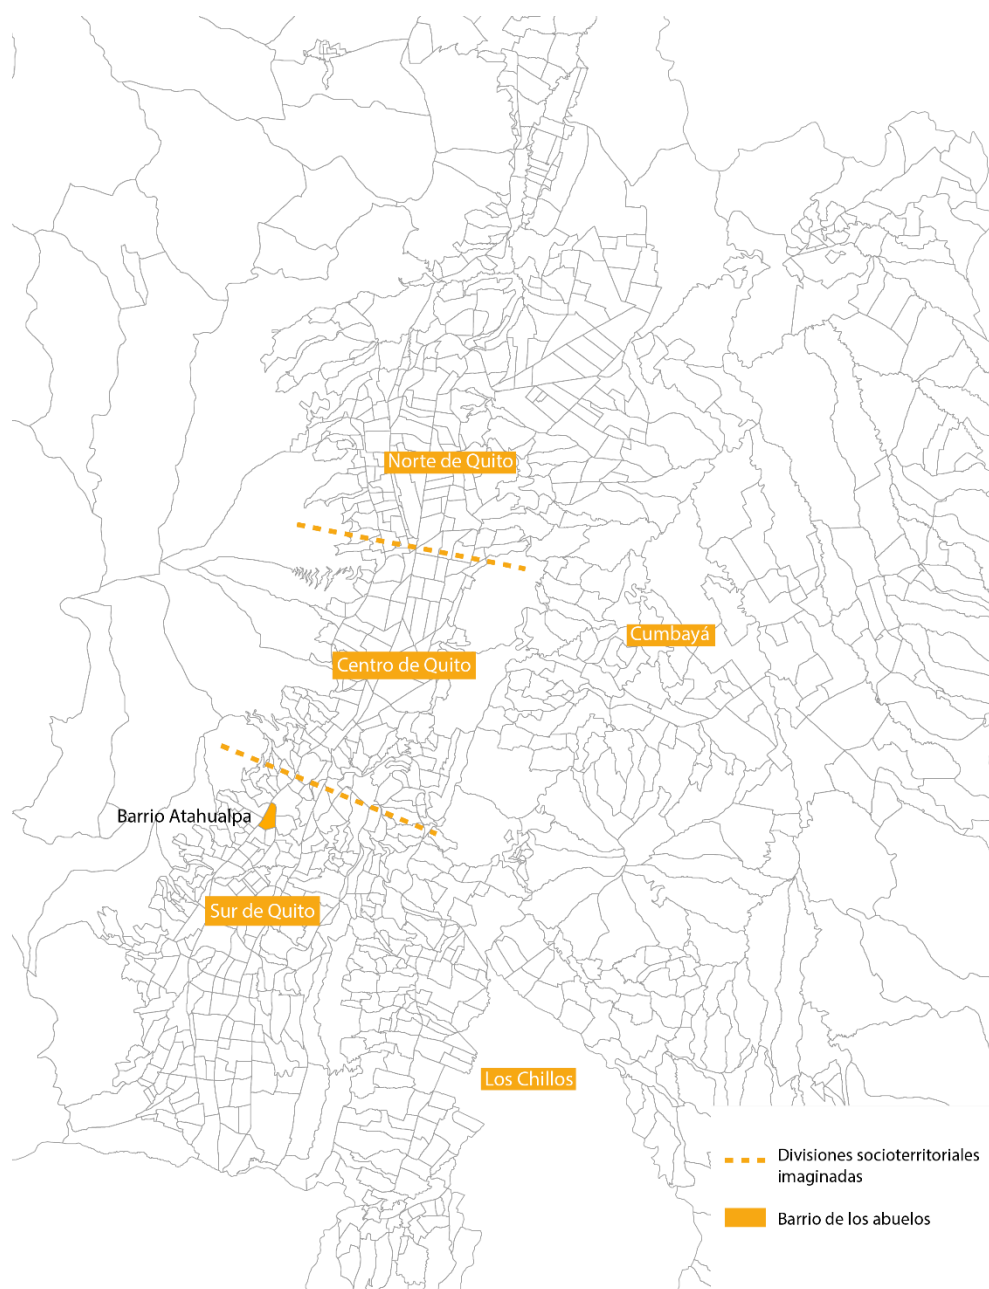 Norte de Quito
Cumbayá
Centro de Quito
Barrio Atahualpa
Sur de Quito
Los Chillos
Divisiones socioterritoriales
imaginadas
Barrio de los abuelos